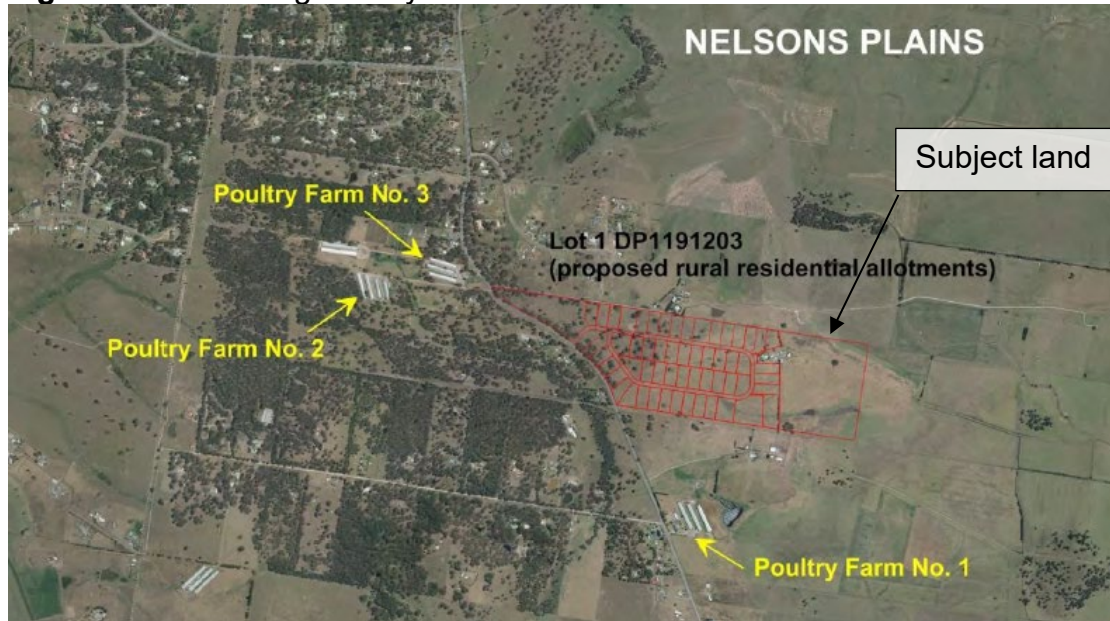 NELSONS PLAINS
Subject land
Poultry Farm No. 3
Lot 1 DP1191203
(proposed rural residential allotments)
Poultry Farm No. 2
Poultry Farm No. 1